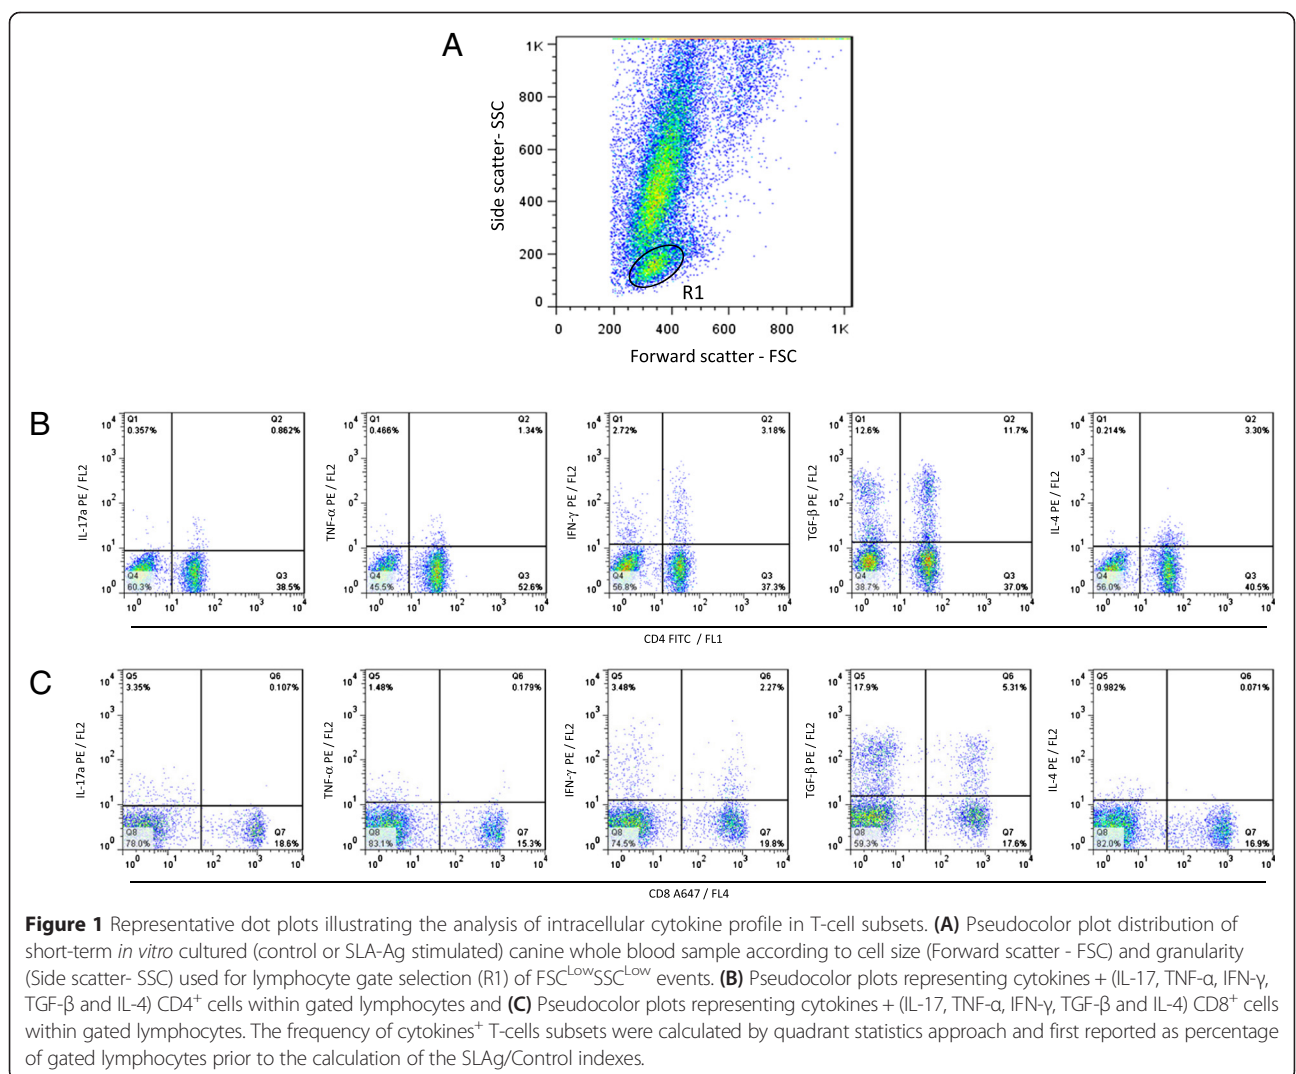 A
1K
800
600
400
200
0
Side scatter- SSC
R1
0 200 400 600 800 1K
Forward scatter - FSC
B
Q1 0.357% Q2 0.862%
Q4 60.3% Q3 38.5%
IL-17a PE / FL2
Q1 0.466% Q2 1.34%
Q4 45.5% Q3 52.6%
TNF-α PE / FL2
Q1 2.72% Q2 3.18%
Q4 56.8% Q3 37.3%
IFN-γ PE / FL2
Q1 12.6% Q2 11.7%
Q4 38.7% Q3 37.0%
TGF-β PE / FL2
Q1 0.214% Q2 3.30%
Q4 56.0% Q3 40.5%
IL-4 PE / FL2
10⁰ 10¹ 10² 10³ 10⁴
CD4 FITC / FL1
C
Q5 3.35% Q6 0.107%
Q8 78.0% Q7 18.6%
IL-17a PE / FL2
Q5 1.48% Q6 0.179%
Q8 83.1% Q7 15.3%
TNF-α PE / FL2
Q5 3.48% Q6 2.27%
Q8 74.5% Q7 19.8%
IFN-γ PE / FL2
Q5 17.9% Q6 5.31%
Q8 59.3% Q7 17.6%
TGF-β PE / FL2
Q5 0.982% Q6 0.071%
Q8 82.0% Q7 16.9%
IL-4 PE / FL2
10⁰ 10¹ 10² 10³ 10⁴
CD8 A647 / FL4
Figure 1 Representative dot plots illustrating the analysis of intracellular cytokine profile in T-cell subsets. (A) Pseudocolor plot distribution of
short-term in vitro cultured (control or SLA-Ag stimulated) canine whole blood sample according to cell size (Forward scatter - FSC) and granularity
(Side scatter- SSC) used for lymphocyte gate selection (R1) of FSCᴸᵒʷSSCᴸᵒʷ events. (B) Pseudocolor plots representing cytokines + (IL-17, TNF-α, IFN-γ,
TGF-β and IL-4) CD4⁺ cells within gated lymphocytes and (C) Pseudocolor plots representing cytokines + (IL-17, TNF-α, IFN-γ, TGF-β and IL-4) CD8⁺ cells
within gated lymphocytes. The frequency of cytokines⁺ T-cells subsets were calculated by quadrant statistics approach and first reported as percentage
of gated lymphocytes prior to the calculation of the SLAg/Control indexes.